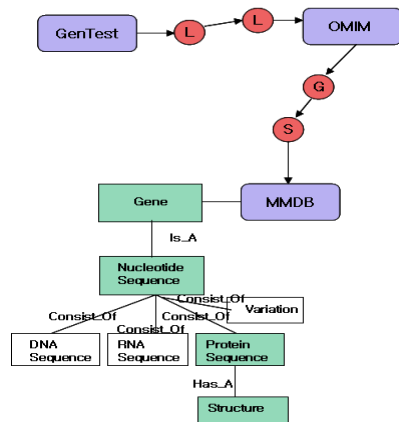 GenTest
L
L
OMIM
G
S
Gene
MMDB
Is_A
Nucleotide
Sequence
Consist_Of
Variation
Consist_Of
Consist_Of
Consist_Of
DNA
Sequence
RNA
Sequence
Protein
Sequence
Has_A
Structure